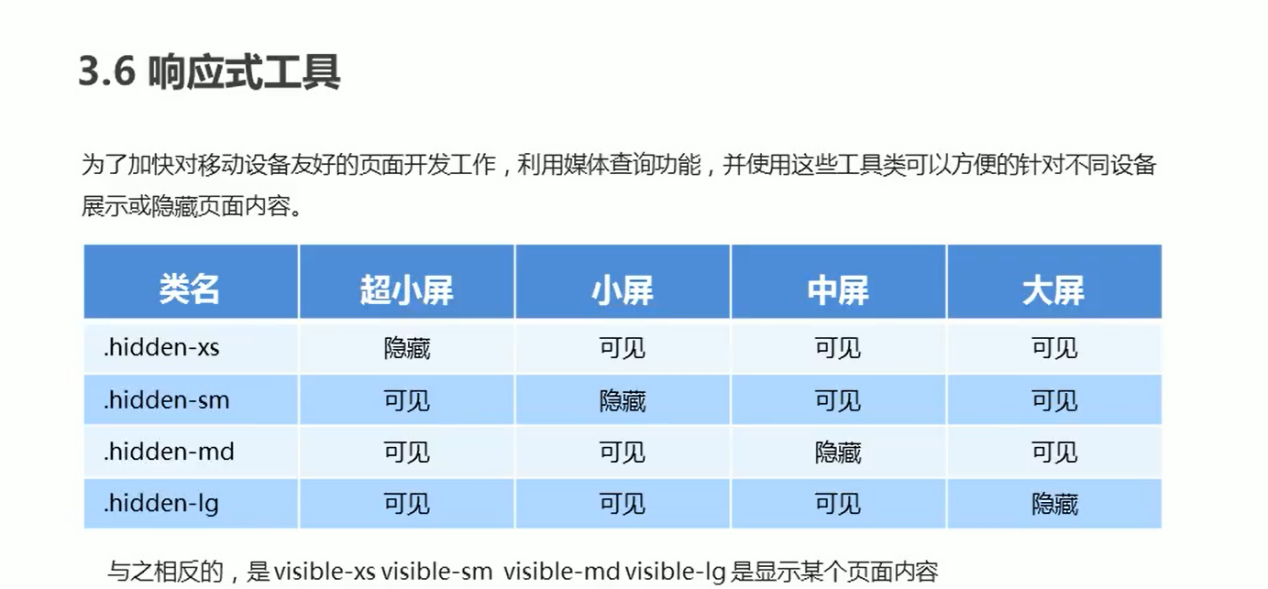 3.6 响应式工具
为了加快对移动设备友好的页面开发工作，利用媒体查询功能，并使用这些工具类可以方便的针对不同设备
展示或隐藏页面内容。
类名 超小屏 小屏 中屏 大屏
.hidden-xs 隐藏 可见 可见 可见
.hidden-sm 可见 隐藏 可见 可见
.hidden-md 可见 可见 隐藏 可见
.hidden-lg 可见 可见 可见 隐藏
与之相反的，是visible-xs visible-sm visible-md visible-lg 是显示某个页面内容